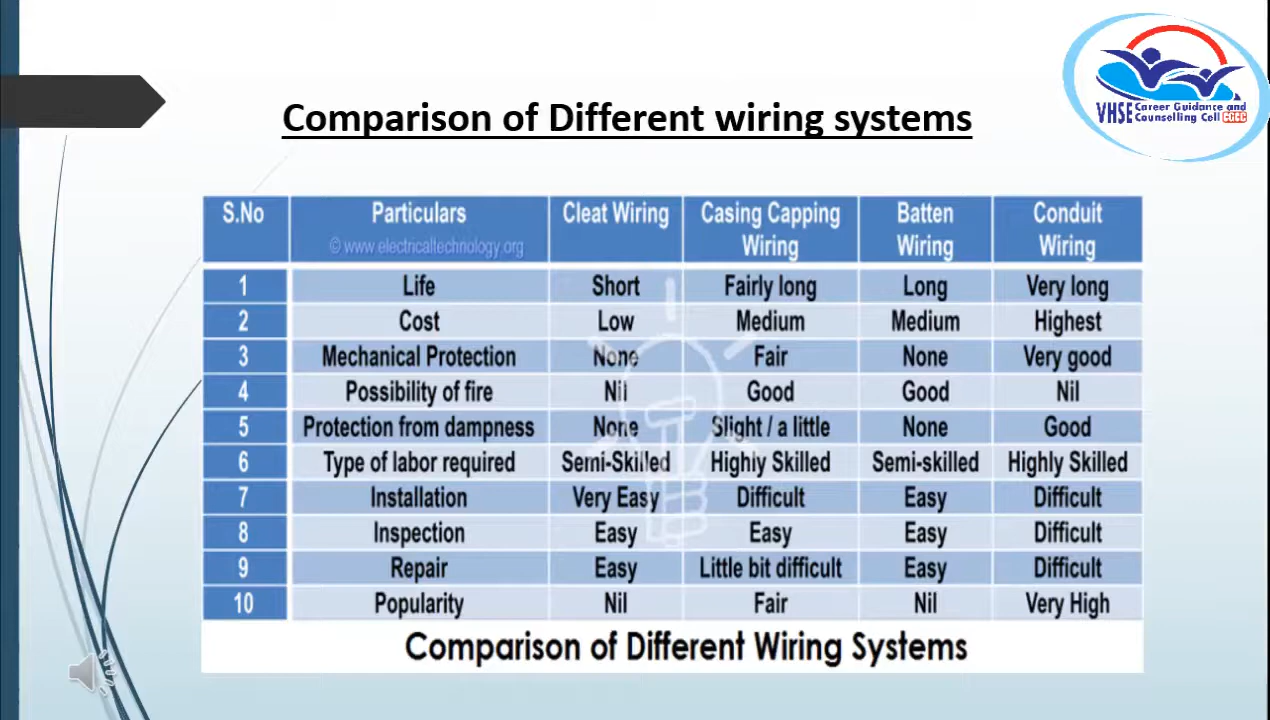 Comparison of Different wiring systems
VHSE Career Guidance and
Counselling Cell CGCC
S.No Particulars Cleat Wiring Casing Capping Wiring Batten Wiring Conduit Wiring
© www.electricaltechnology.org
1 Life Short Fairly long Long Very long
2 Cost Low Medium Medium Highest
3 Mechanical Protection None Fair None Very good
4 Possibility of fire Nil Good Good Nil
5 Protection from dampness None Slight / a little None Good
6 Type of labor required Semi-Skilled Highly Skilled Semi-skilled Highly Skilled
7 Installation Very Easy Difficult Easy Difficult
8 Inspection Easy Easy Easy Difficult
9 Repair Easy Little bit difficult Easy Difficult
10 Popularity Nil Fair Nil Very High
Comparison of Different Wiring Systems